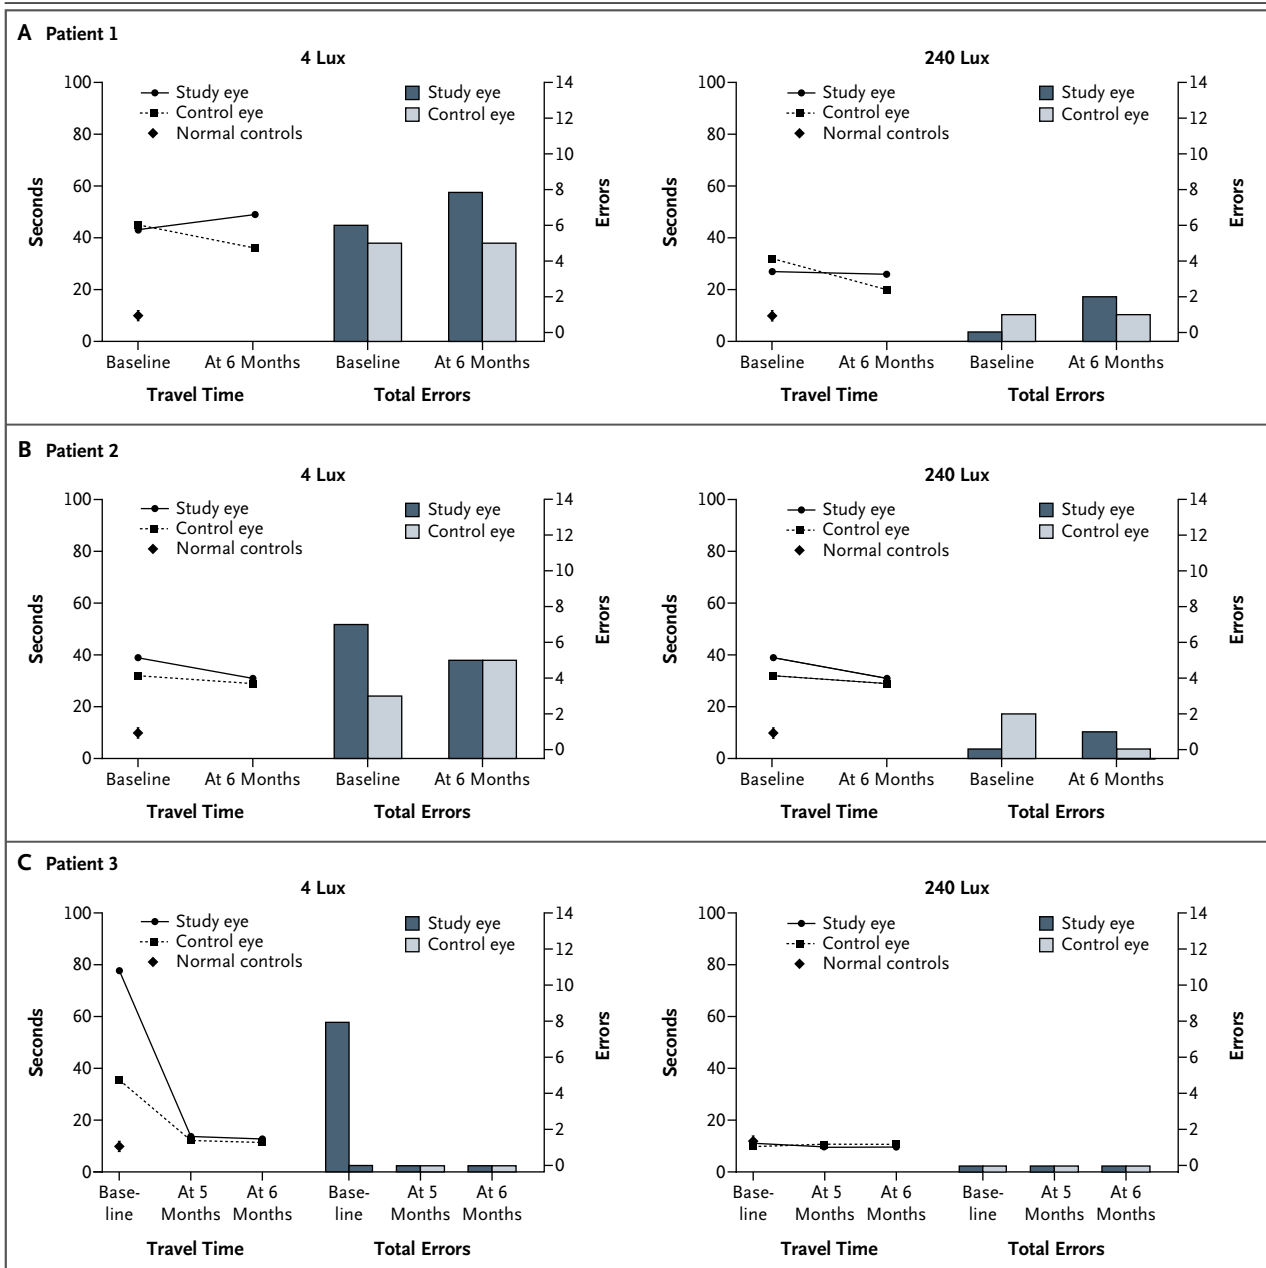 A Patient 1
4 Lux
100
80
60
40
20
0
Seconds
Study eye
Control eye
Normal controls
Study eye
Control eye
14
12
10
8
6
4
2
0
Errors
Baseline At 6 Months Baseline At 6 Months
Travel Time Total Errors
240 Lux
100
80
60
40
20
0
Seconds
Study eye
Control eye
Normal controls
Study eye
Control eye
14
12
10
8
6
4
2
0
Errors
Baseline At 6 Months Baseline At 6 Months
Travel Time Total Errors
B Patient 2
4 Lux
100
80
60
40
20
0
Seconds
Study eye
Control eye
Normal controls
Study eye
Control eye
14
12
10
8
6
4
2
0
Errors
Baseline At 6 Months Baseline At 6 Months
Travel Time Total Errors
240 Lux
100
80
60
40
20
0
Seconds
Study eye
Control eye
Normal controls
Study eye
Control eye
14
12
10
8
6
4
2
0
Errors
Baseline At 6 Months Baseline At 6 Months
Travel Time Total Errors
C Patient 3
4 Lux
100
80
60
40
20
0
Seconds
Study eye
Control eye
Normal controls
Study eye
Control eye
14
12
10
8
6
4
2
0
Errors
Base- At 5 At 6 Base- At 5 At 6
line Months Months line Months Months
Travel Time Total Errors
240 Lux
100
80
60
40
20
0
Seconds
Study eye
Control eye
Normal controls
Study eye
Control eye
14
12
10
8
6
4
2
0
Errors
Base- At 5 At 6 Base- At 5 At 6
line Months Months line Months Months
Travel Time Total Errors